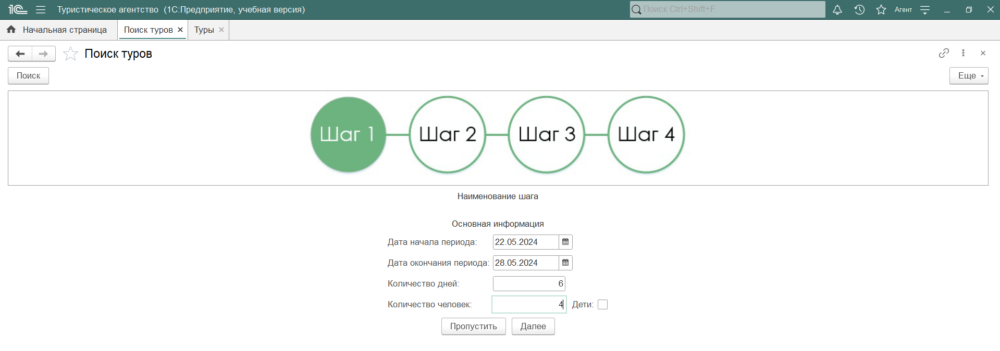 1С Туристическое агентство (1С:Предприятие, учебная версия) Поиск Ctrl+Shift+F Агент
Начальная страница Поиск туров Туры
Поиск туров
Поиск Еще
Шаг 1 Шаг 2 Шаг 3 Шаг 4
Наименование шага
Основная информация
Дата начала периода: 22.05.2024
Дата окончания периода: 28.05.2024
Количество дней: 6
Количество человек: 4 Дети:
Пропустить Далее